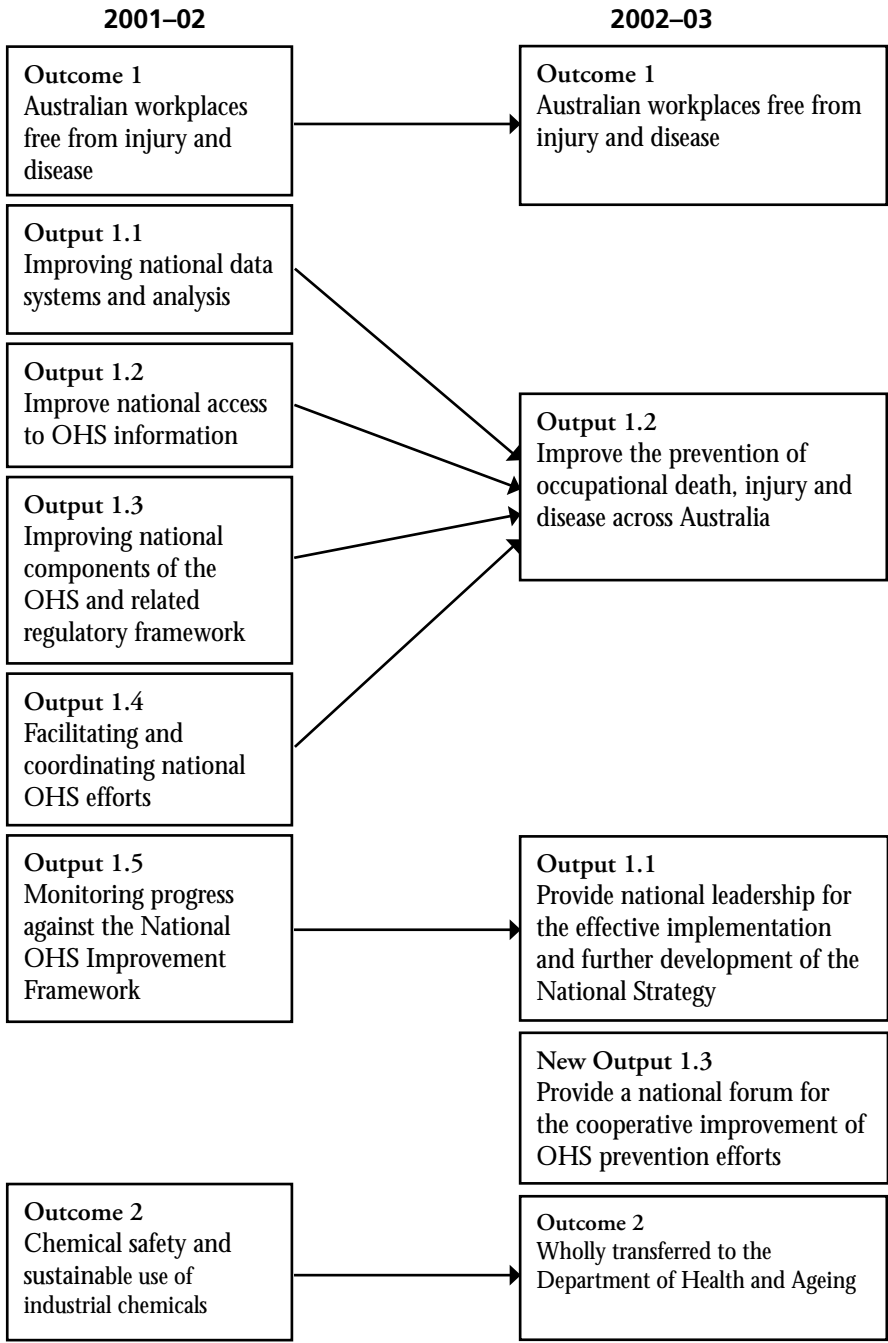 2001–02
2002–03
Outcome 1
Australian workplaces
free from injury and
disease
Outcome 1
Australian workplaces free from
injury and disease
Output 1.1
Improving national data
systems and analysis
Output 1.2
Improve national access
to OHS information
Output 1.3
Improving national
components of the
OHS and related
regulatory framework
Output 1.4
Facilitating and
coordinating national
OHS efforts
Output 1.2
Improve the prevention of
occupational death, injury and
disease across Australia
Output 1.5
Monitoring progress
against the National
OHS Improvement
Framework
Output 1.1
Provide national leadership for
the effective implementation
and further development of the
National Strategy
New Output 1.3
Provide a national forum for
the cooperative improvement of
OHS prevention efforts
Outcome 2
Chemical safety and
sustainable use of
industrial chemicals
Outcome 2
Wholly transferred to the
Department of Health and Ageing